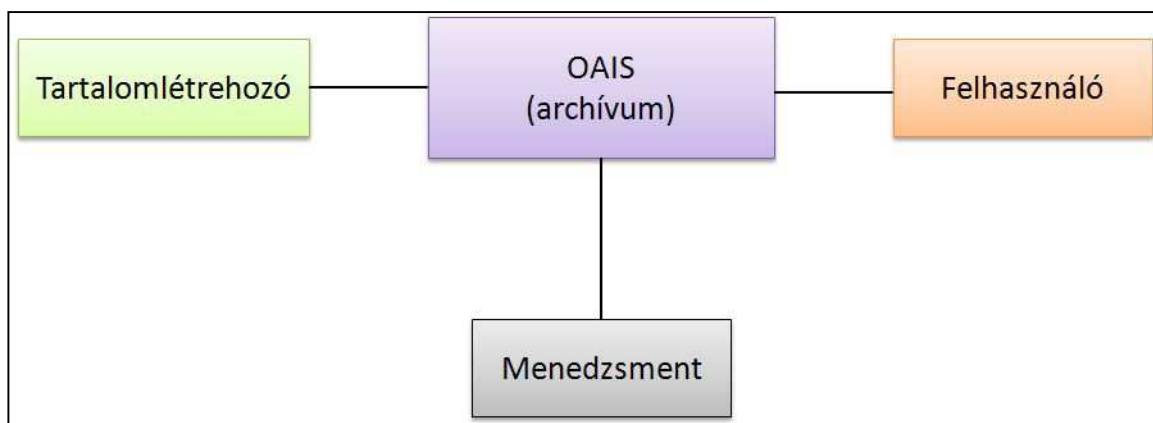 Tartalomlétrehozó
OAIS
(archívum)
Felhasználó
Menedzsment